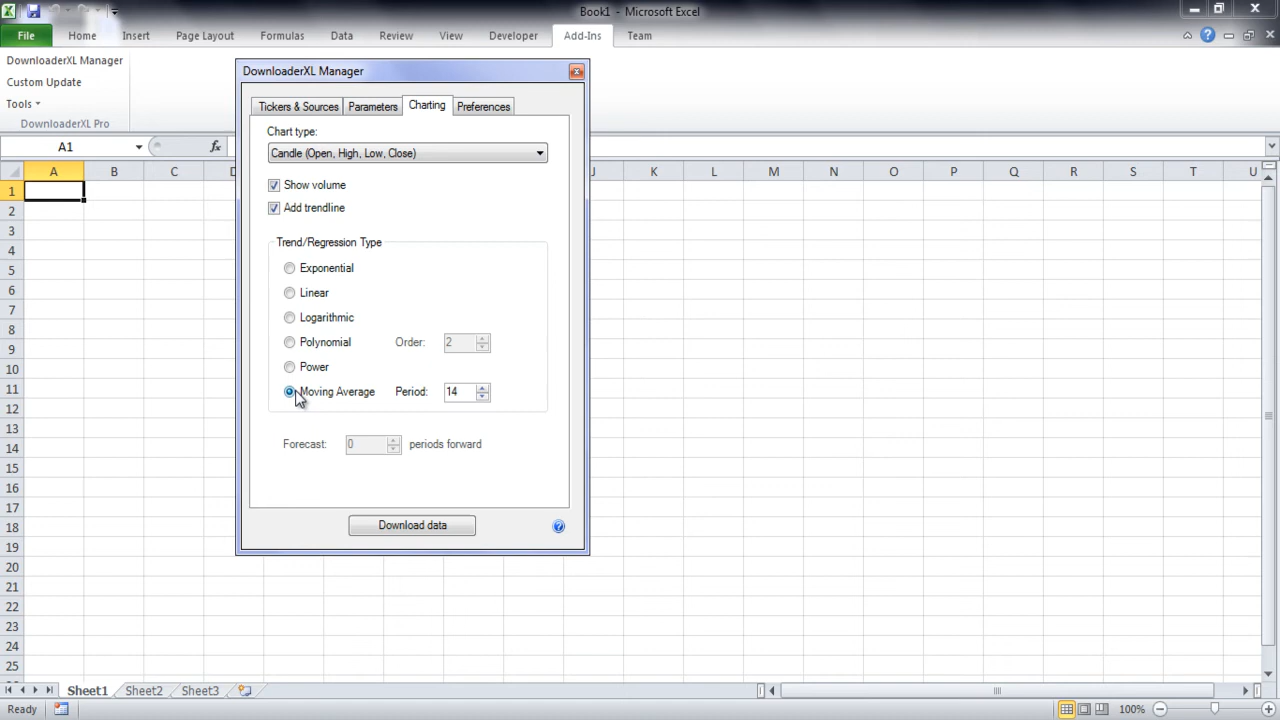 Book1 - Microsoft Excel
File Home Insert Page Layout Formulas Data Review View Developer Add-Ins Team
DownloaderXL Manager
Custom Update
Tools
DownloaderXL Pro
A1 fx
DownloaderXL Manager
Tickers & Sources Parameters Charting Preferences
Chart type:
Candle (Open, High, Low, Close)
Show volume
Add trendline
Trend/Regression Type
Exponential
Linear
Logarithmic
Polynomial Order: 2
Power
Moving Average Period: 14
Forecast: 0 periods forward
Download data
A B C D J K L M N O P Q R S T U
1
2
3
4
5
6
7
8
9
10
11
12
13
14
15
16
17
18
19
20
21
22
23
24
25
Sheet1 Sheet2 Sheet3
Ready 100%